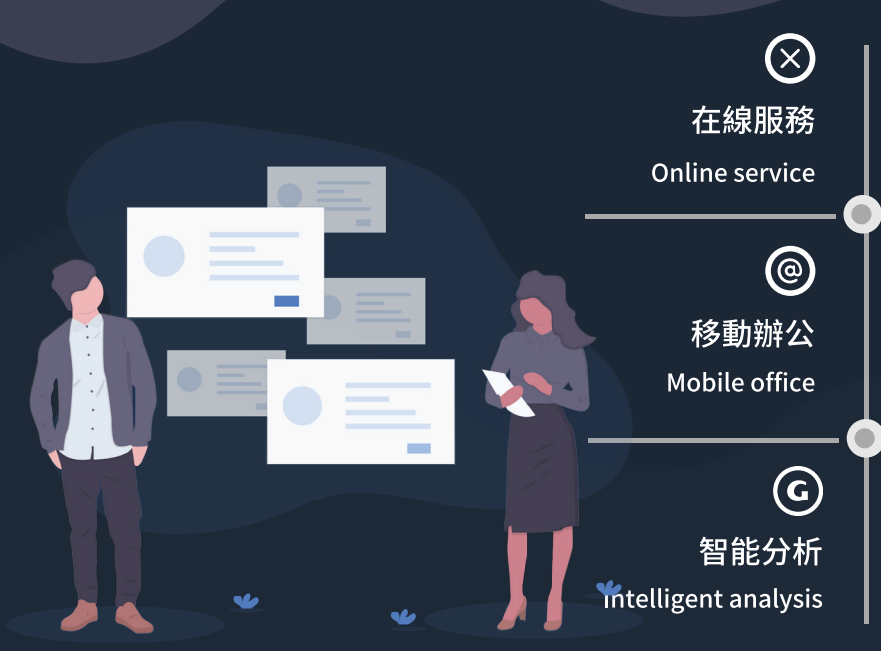 在線服務
Online service
@
移動辦公
Mobile office
G
智能分析
Intelligent analysis